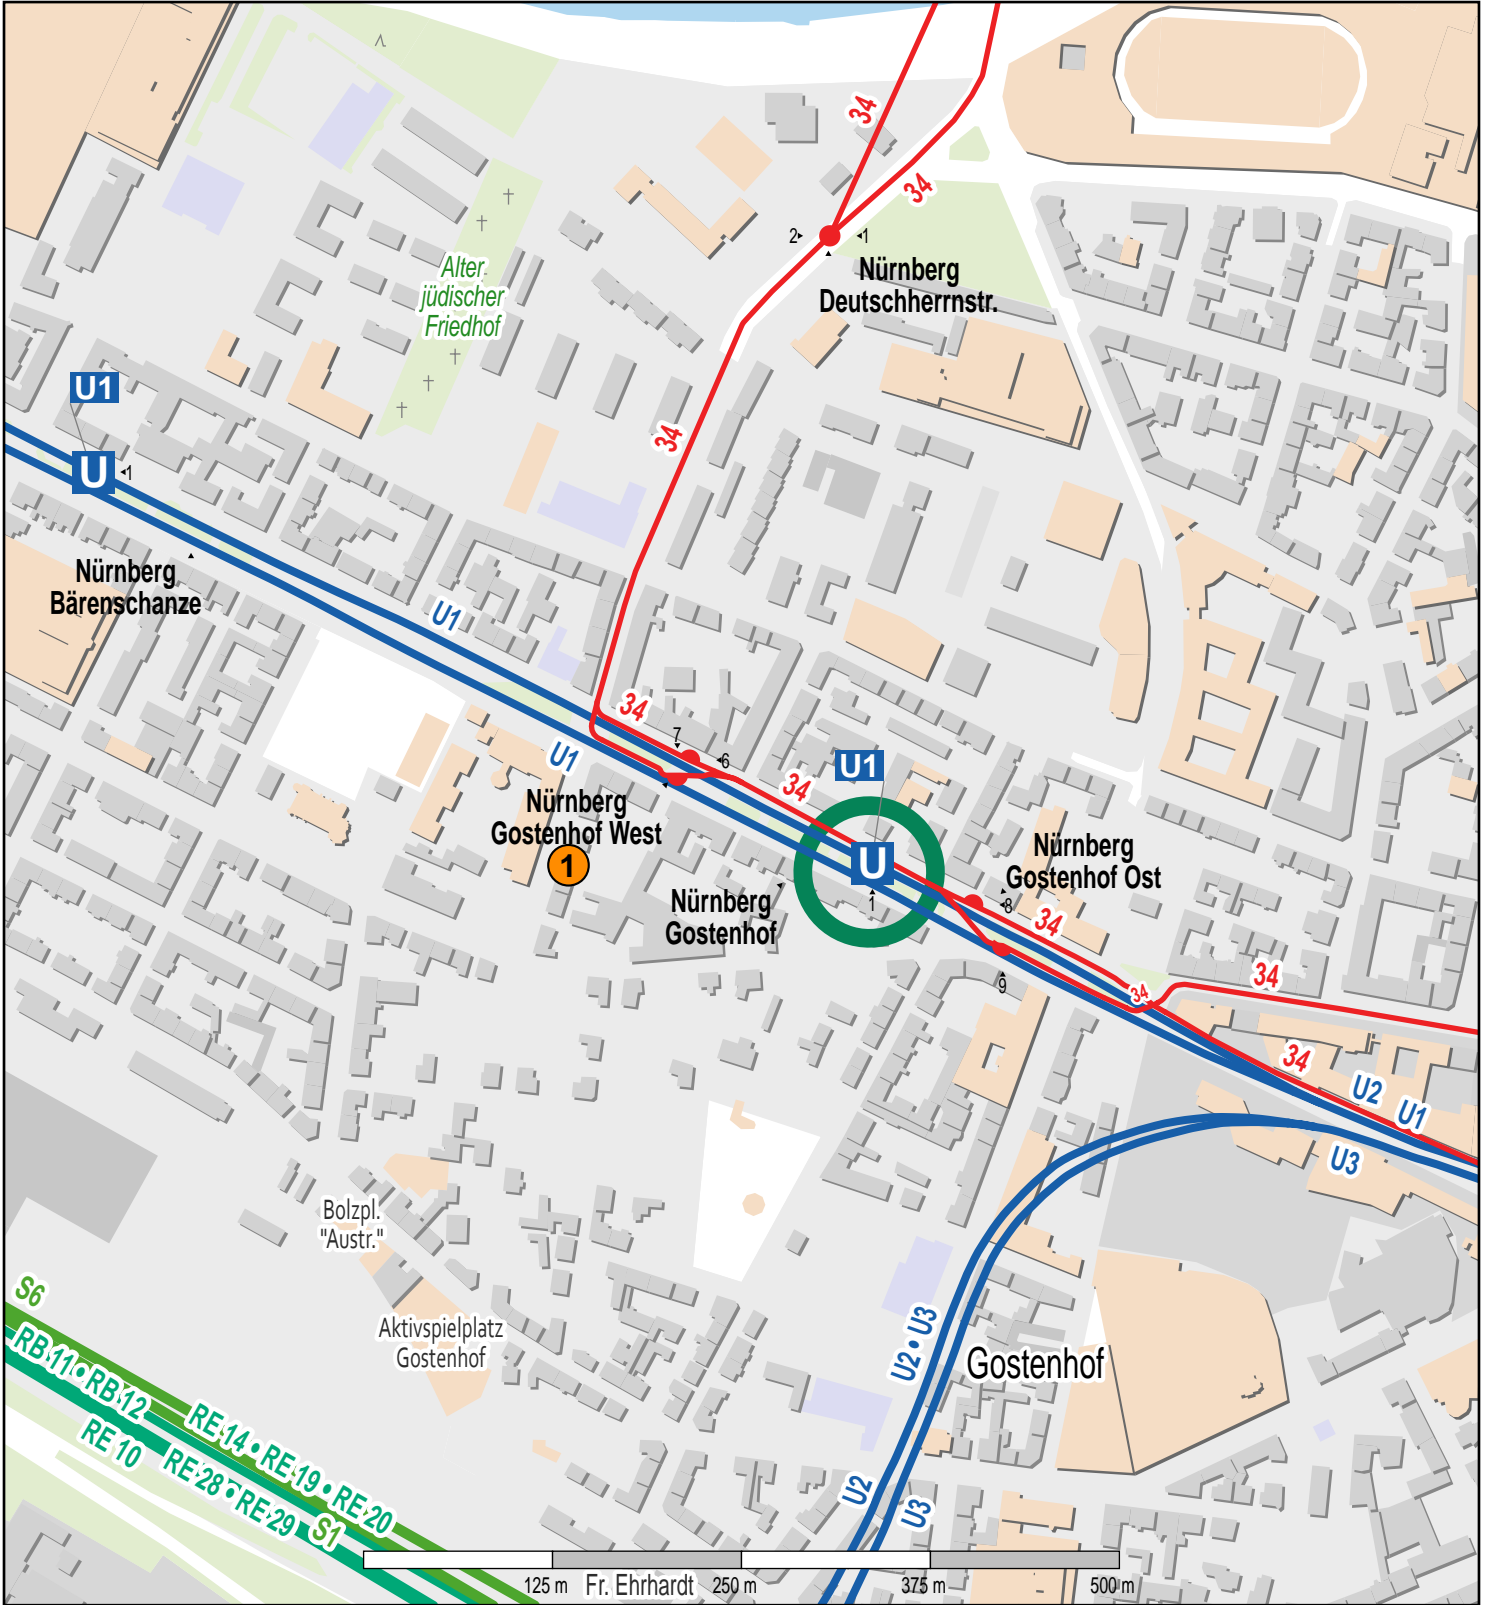 34
34
2
1
Nürnberg
Deutschherrnstr.
Alter
jüdischer
Friedhof
U1
34
U
1
Nürnberg
Bärenschanze
U1
34
7
6
U1
U1
34
Nürnberg
Gostenhof West
1
U
1
Nürnberg
Gostenhof Ost
8
Nürnberg
Gostenhof
34
9
34
34
34
U2
U1
U3
Bolzpl.
"Austr."
S6
Aktivspielplatz
Gostenhof
U2 • U3
Gostenhof
RB 11 • RB 12
RE 10
RE 14 • RE 19 • RE 20
RE 28 • RE 29
S1
U2
U3
125 m
Fr. Ehrhardt
250 m
375 m
500 m